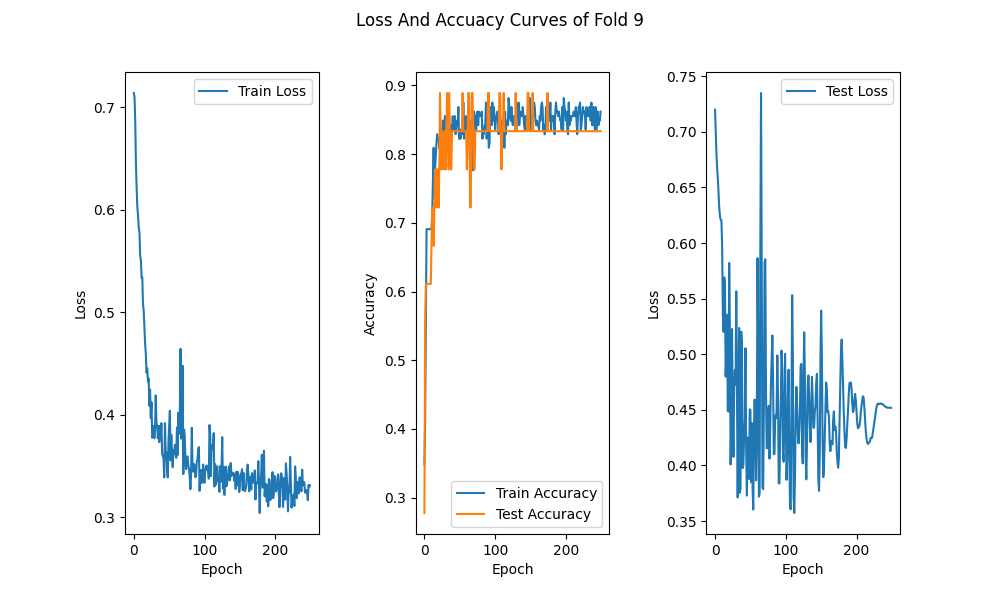 Loss And Accuacy Curves of Fold 9
Train Loss
0.7
0.6
0.5
0.4
0.3
Loss
0
100
200
Epoch
0.9
0.8
0.7
0.6
0.5
0.4
0.3
Accuracy
Train Accuracy
Test Accuracy
0
100
200
Epoch
Test Loss
0.75
0.70
0.65
0.60
0.55
0.50
0.45
0.40
0.35
Loss
0
100
200
Epoch